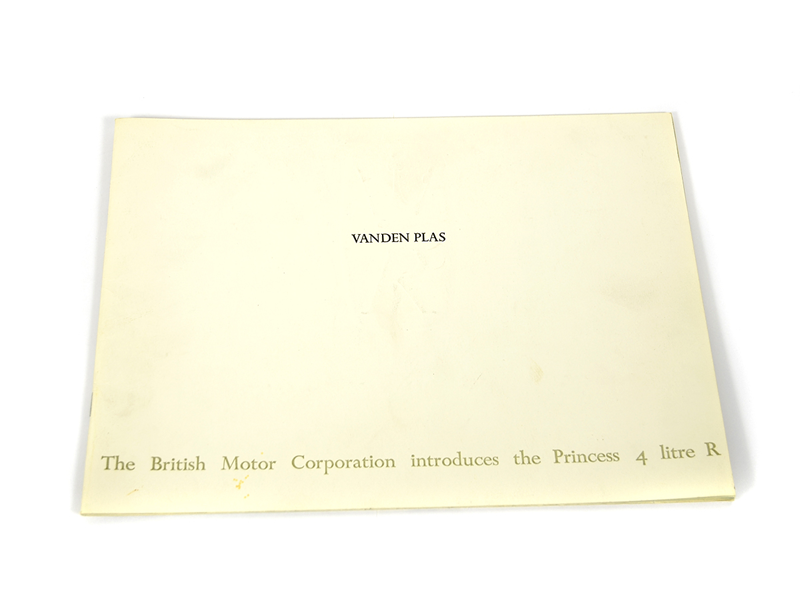 VANDEN PLAS
The British Motor Corporation introduces the Princess 4 litre R